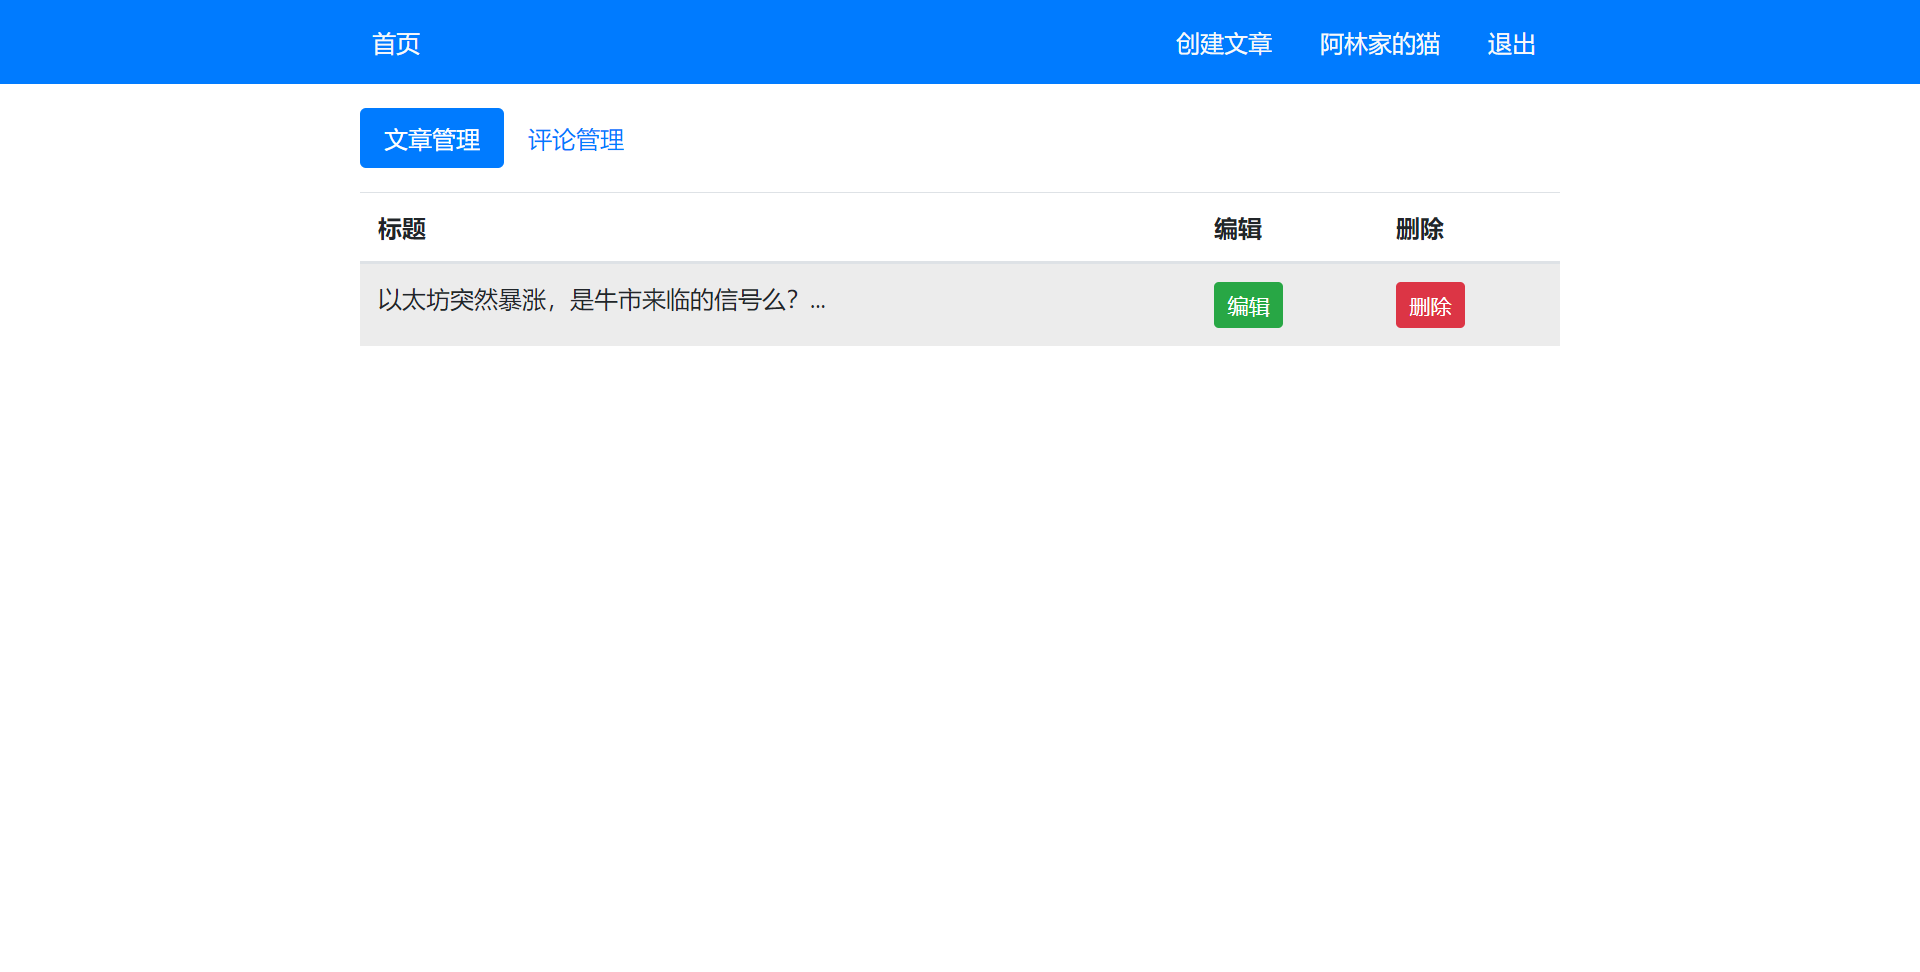 首页 创建文章 阿林家的猫 退出
文章管理 评论管理
标题 编辑 删除
以太坊突然暴涨，是牛市来临的信号么？... 编辑 删除